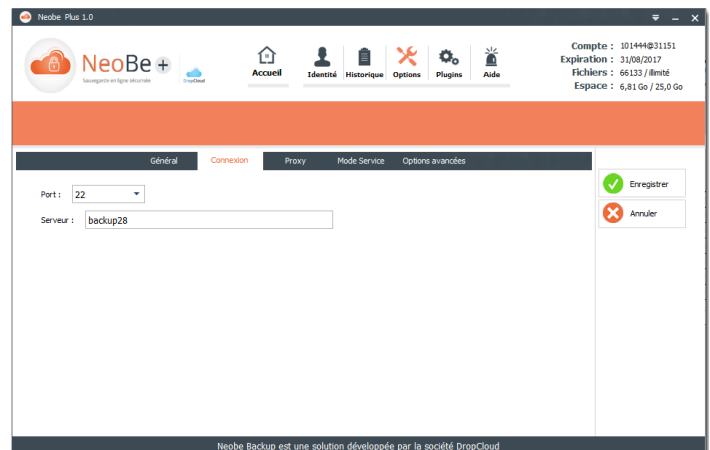 Neobe Plus 1.0
NeoBe +
Sauvegarde en ligne sécurisée
DropCloud
Accueil
Identité
Historique
Options
Plugins
Aide
Compte : 101444@31151
Expiration : 31/08/2017
Fichiers : 66133 / illimité
Espace : 6,81 Go / 25,0 Go
Général
Connexion
Proxy
Mode Service
Options avancées
Port : 22
Serveur : backup28
Enregistrer
Annuler
Neobe Backup est une solution développée par la société DropCloud